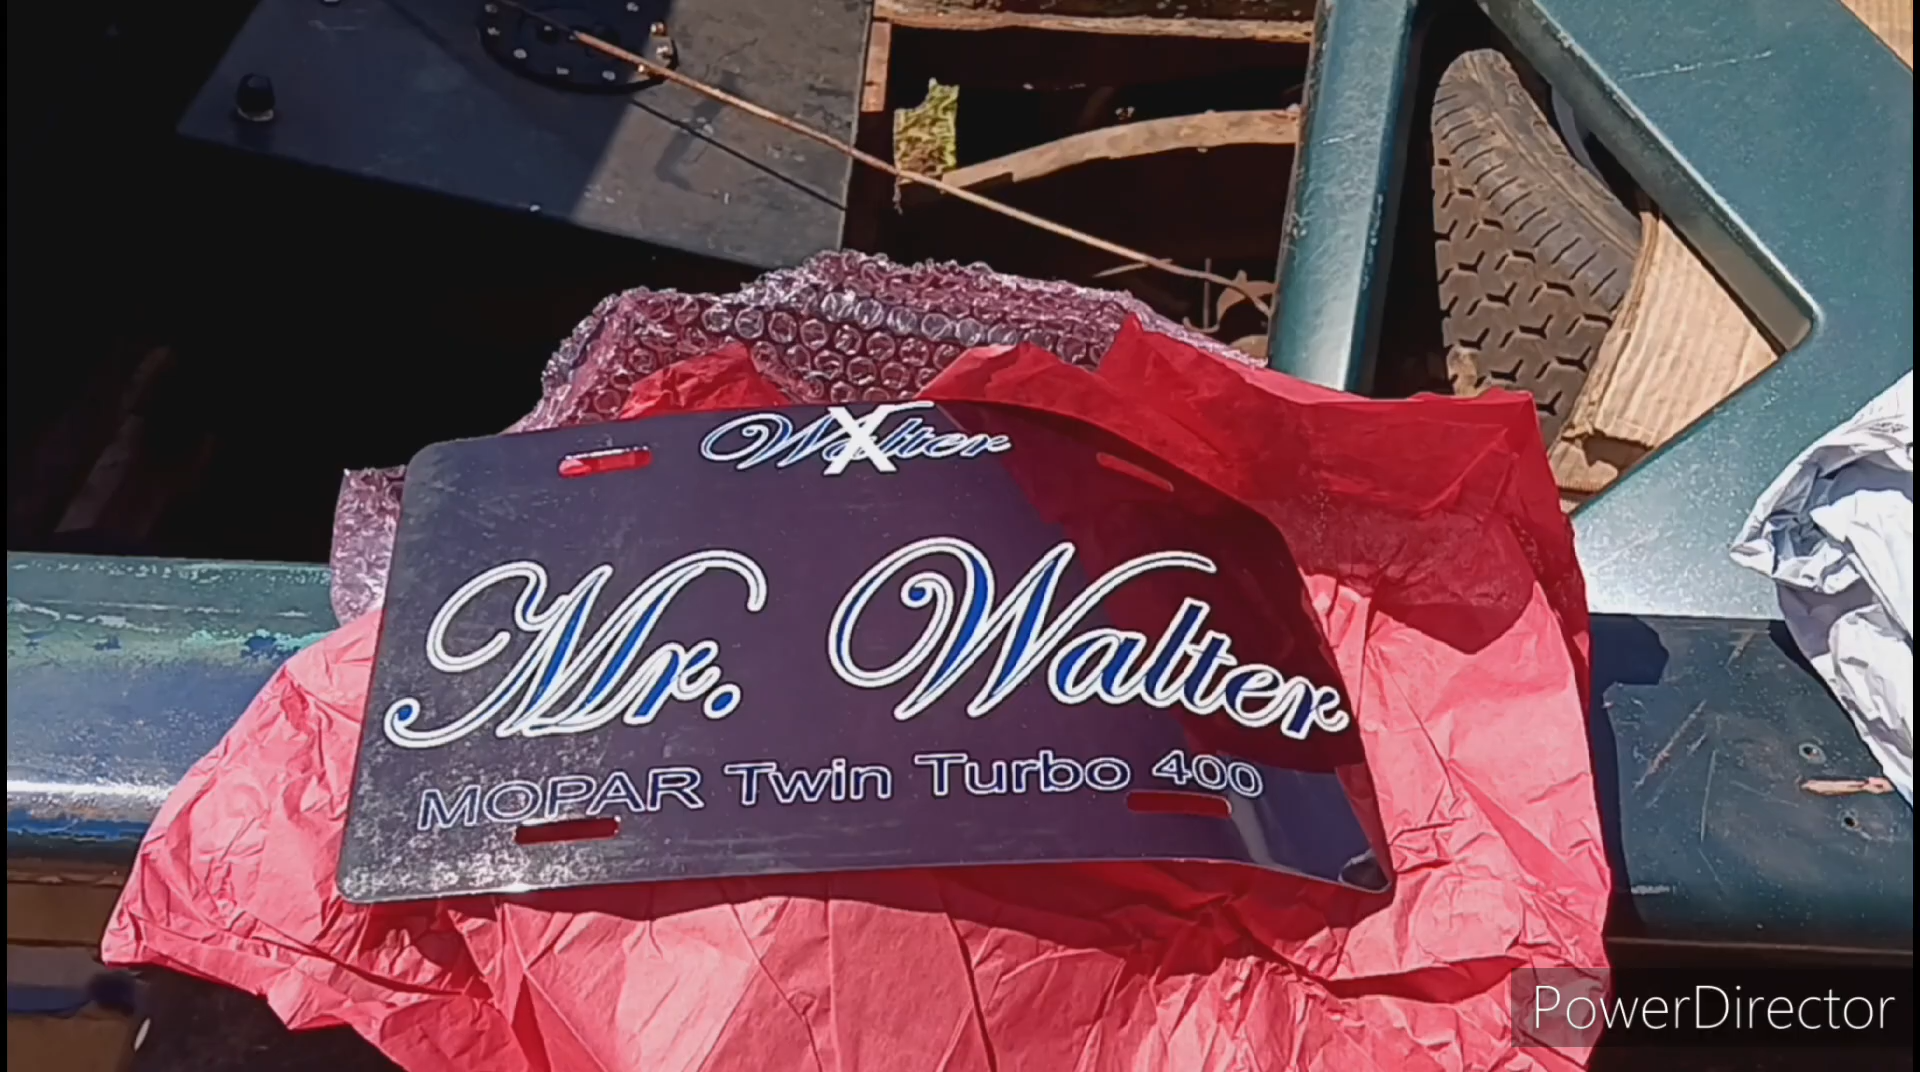 Walter
X
Mr. Walter
MOPAR Twin Turbo 400
PowerDirector